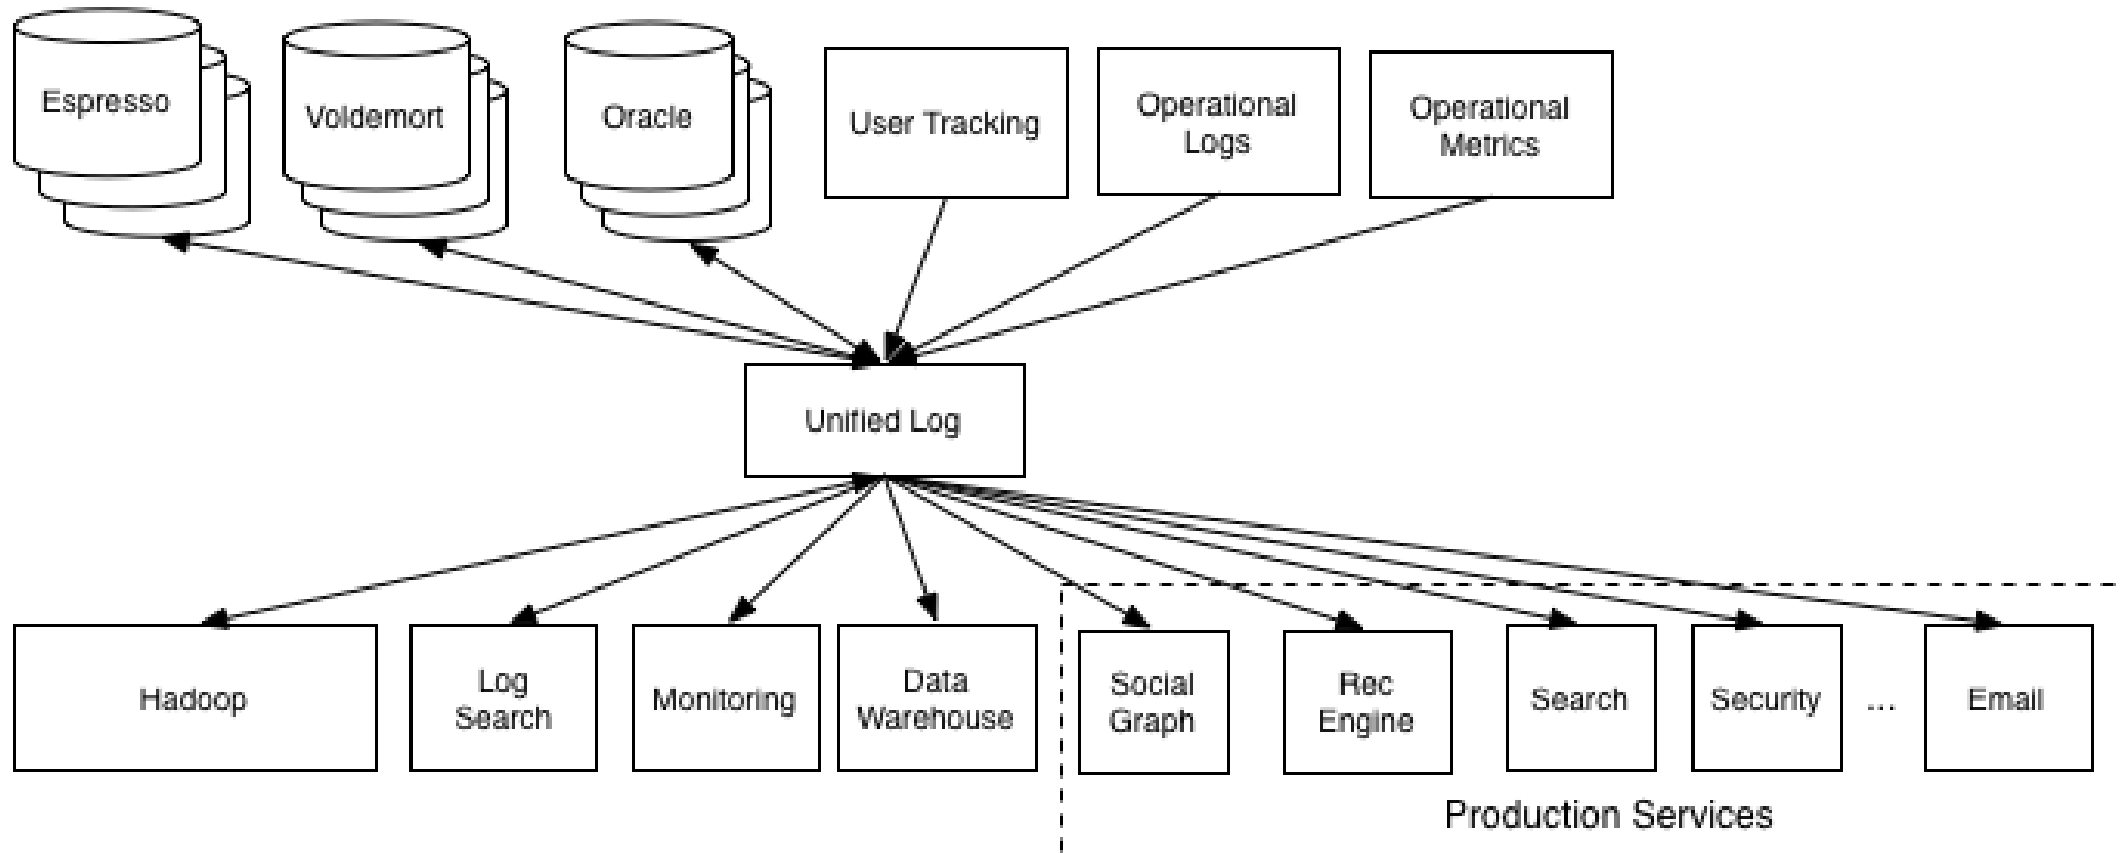 Espresso
Voldemort
Oracle
User Tracking
Operational
Logs
Operational
Metrics
Unified Log
Hadoop
Log
Search
Monitoring
Data
Warehouse
Social
Graph
Rec
Engine
Search
Security
...
Email
Production Services